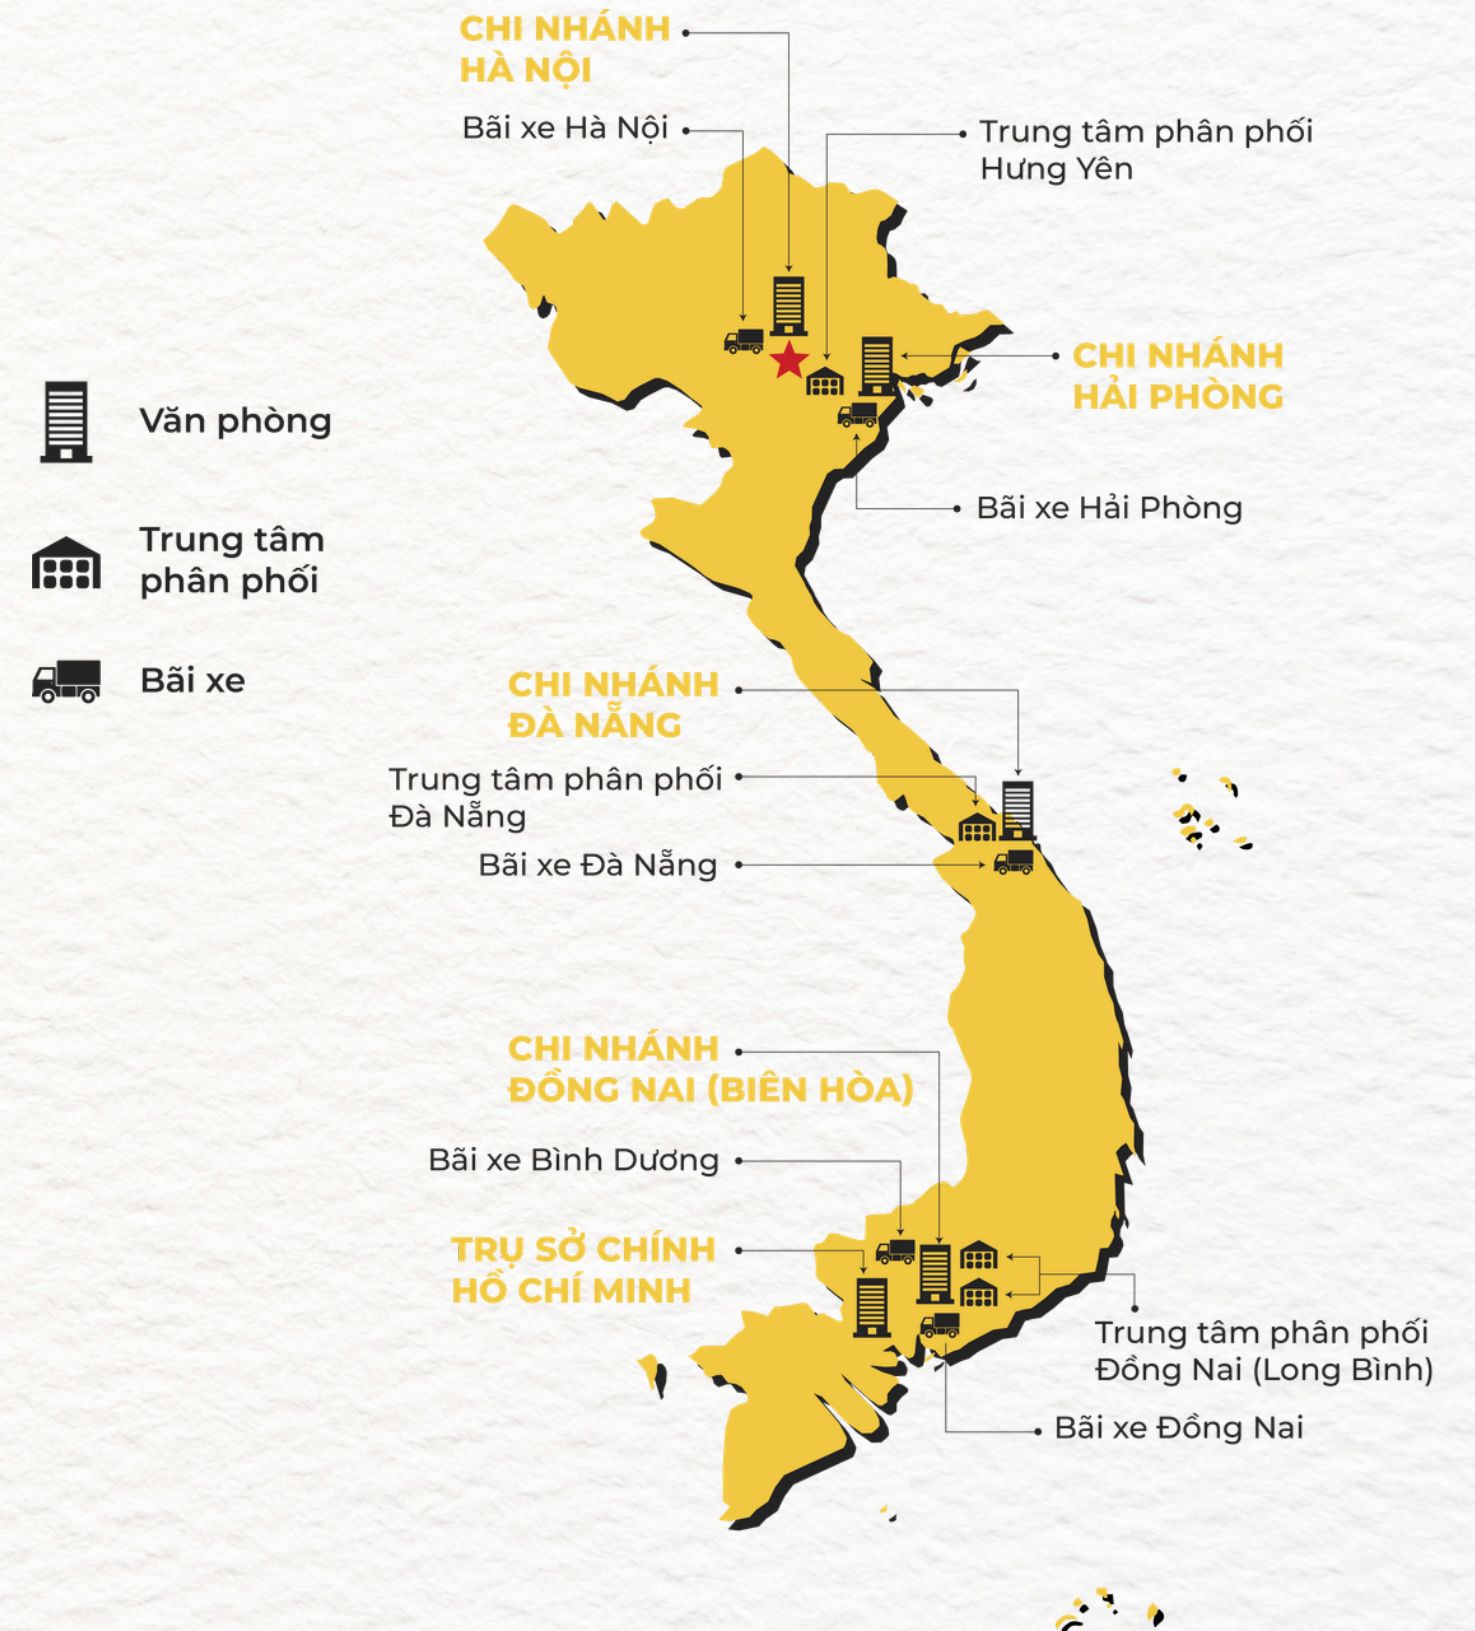 CHI NHÁNH
HÀ NỘI
Bãi xe Hà Nội
Trung tâm phân phối
Hưng Yên
CHI NHÁNH
HẢI PHÒNG
Bãi xe Hải Phòng
Văn phòng
Trung tâm
phân phối
Bãi xe
CHI NHÁNH
ĐÀ NẴNG
Trung tâm phân phối
Đà Nẵng
Bãi xe Đà Nẵng
CHI NHÁNH
ĐỒNG NAI (BIÊN HÒA)
Bãi xe Bình Dương
TRỤ SỞ CHÍNH
HỒ CHÍ MINH
Trung tâm phân phối
Đồng Nai (Long Bình)
Bãi xe Đồng Nai